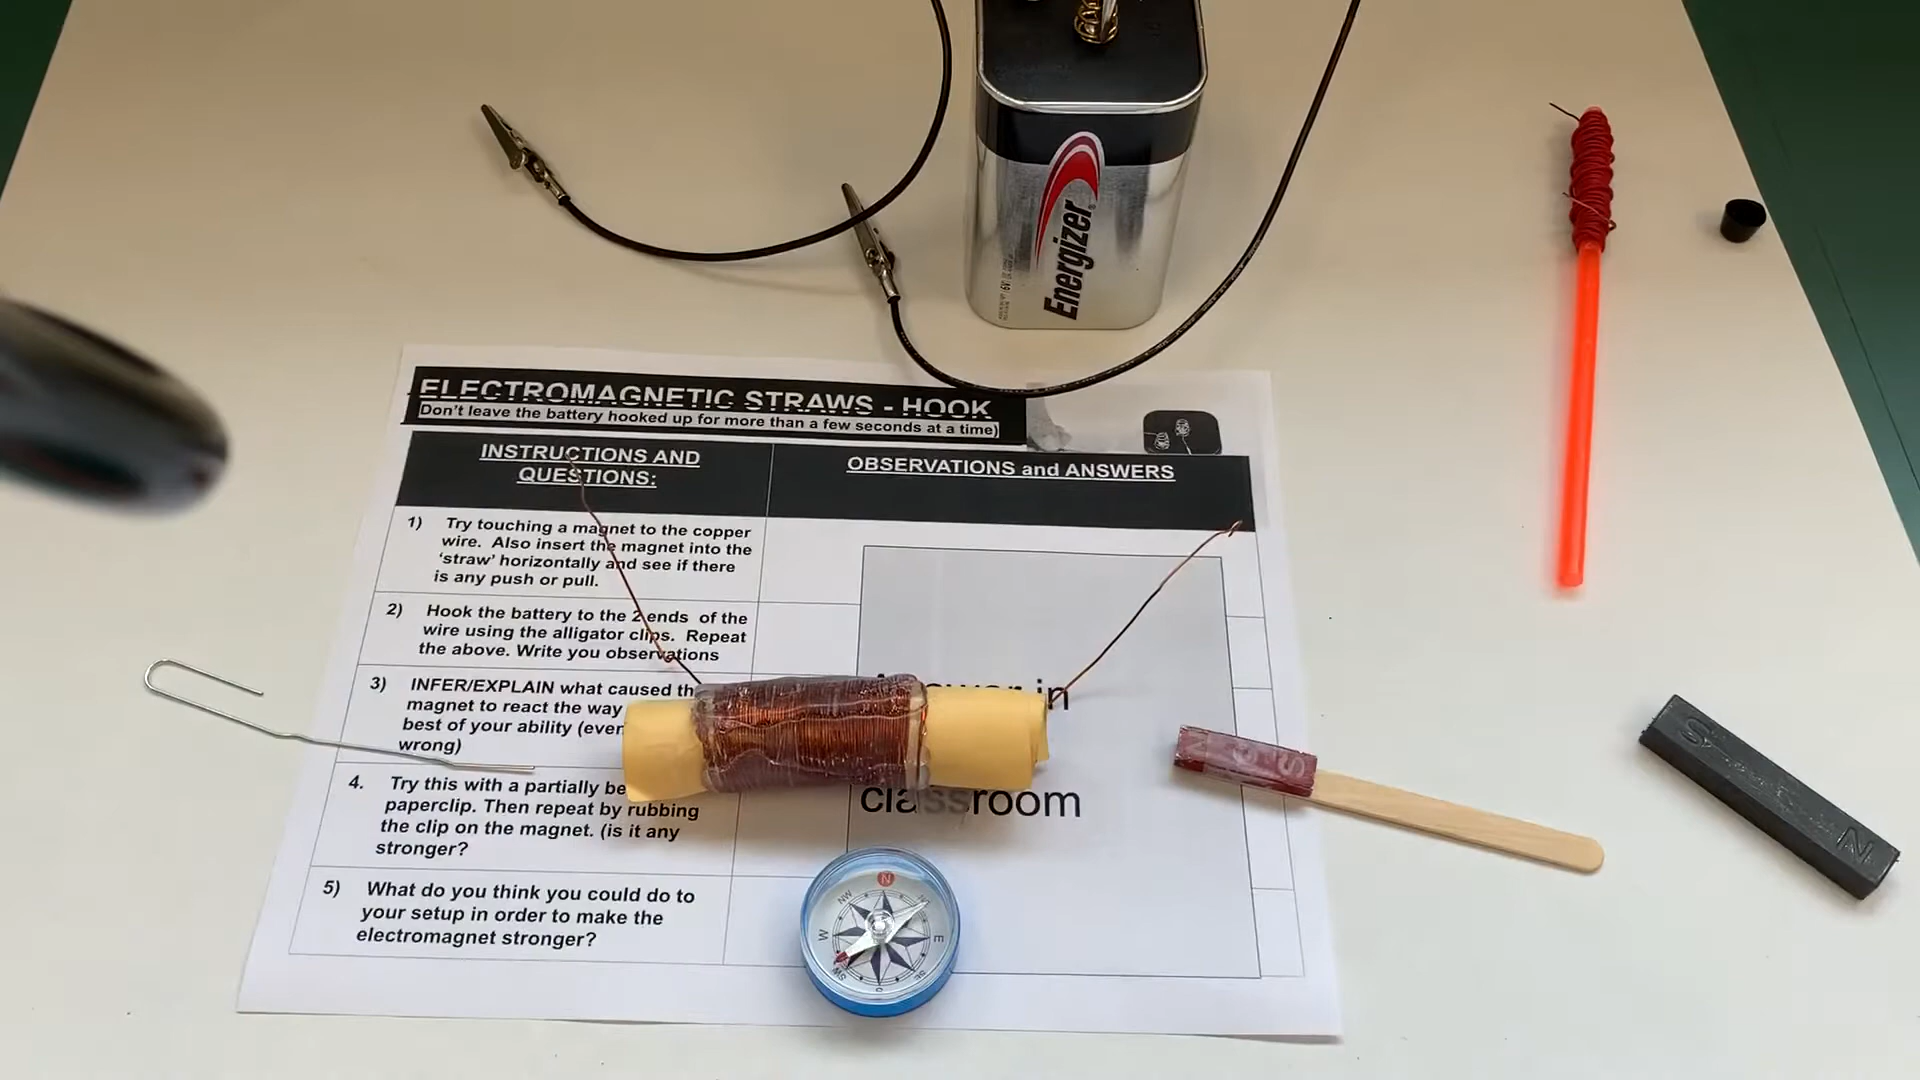 Energizer
6V
ELECTROMAGNETIC STRAWS - HOOK
Don't leave the battery hooked up for more than a few seconds at a time)
INSTRUCTIONS AND
QUESTIONS:
OBSERVATIONS and ANSWERS
1) Try touching a magnet to the copper
wire. Also insert the magnet into the
'straw' horizontally and see if there
is any push or pull.
2) Hook the battery to the 2 ends of the
wire using the alligator clips. Repeat
the above. Write you observations
3) INFER/EXPLAIN what caused th
magnet to react the way
best of your ability (even
wrong)
4. Try this with a partially be
paperclip. Then repeat by rubbing
the clip on the magnet. (is it any
stronger?
5) What do you think you could do to
your setup in order to make the
electromagnet stronger?
in
classroom
N S
S N
N
NW
W
E
SW
SE